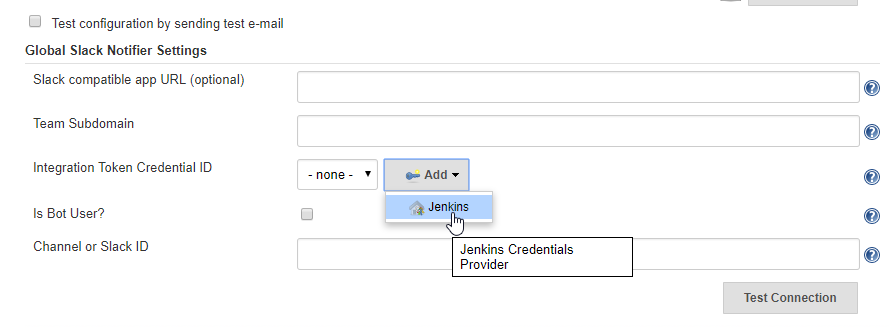 Test configuration by sending test e-mail
Global Slack Notifier Settings
Slack compatible app URL (optional)
Team Subdomain
Integration Token Credential ID
- none -
Add
Jenkins
Is Bot User?
Jenkins Credentials
Provider
Channel or Slack ID
Test Connection